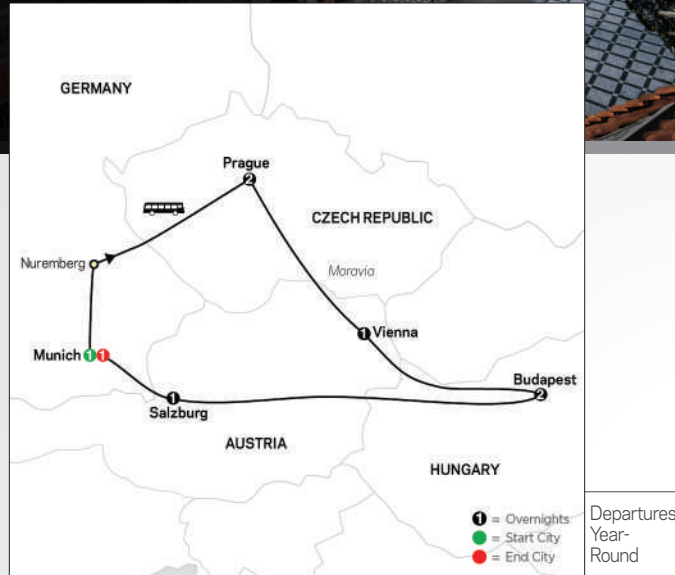 GERMANY
Prague
2
CZECH REPUBLIC
Nuremberg
Moravia
1 Vienna
Munich 1 1
Budapest
2
1
Salzburg
AUSTRIA
HUNGARY
1 = Overnights
= Start City
= End City
Departures
Year-
Round